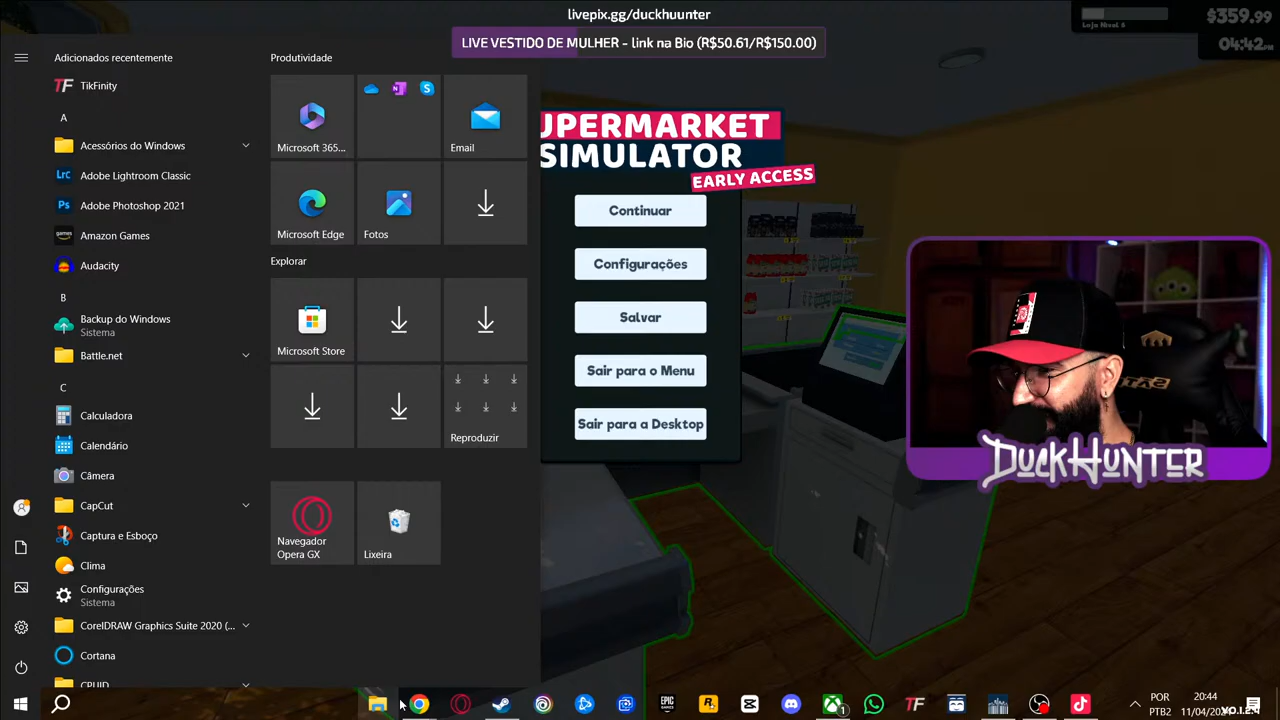 livepix.gg/duckhuunter
LIVE VESTIDO DE MULHER - link na Bio (R$50.61/R$150.00)
$359.99
Loja Nível 6
04:42
Adicionados recentemente
TikFinity
A
Acessórios do Windows
Adobe Lightroom Classic
Adobe Photoshop 2021
Amazon Games
Audacity
B
Backup do Windows
Sistema
Battle.net
C
Calculadora
Calendário
Câmera
CapCut
Captura e Esboço
Clima
Configurações
Sistema
CorelDRAW Graphics Suite 2020 (...
Cortana
CPUID
Produtividade
Microsoft 365...
Email
Microsoft Edge
Fotos
Explorar
Microsoft Store
Reproduzir
Navegador
Opera GX
Lixeira
UPERMARKET
SIMULATOR
EARLY ACCESS
Continuar
Configurações
Salvar
Sair para o Menu
Sair para a Desktop
DUCKHUNTER
POR
PTB2
20:44